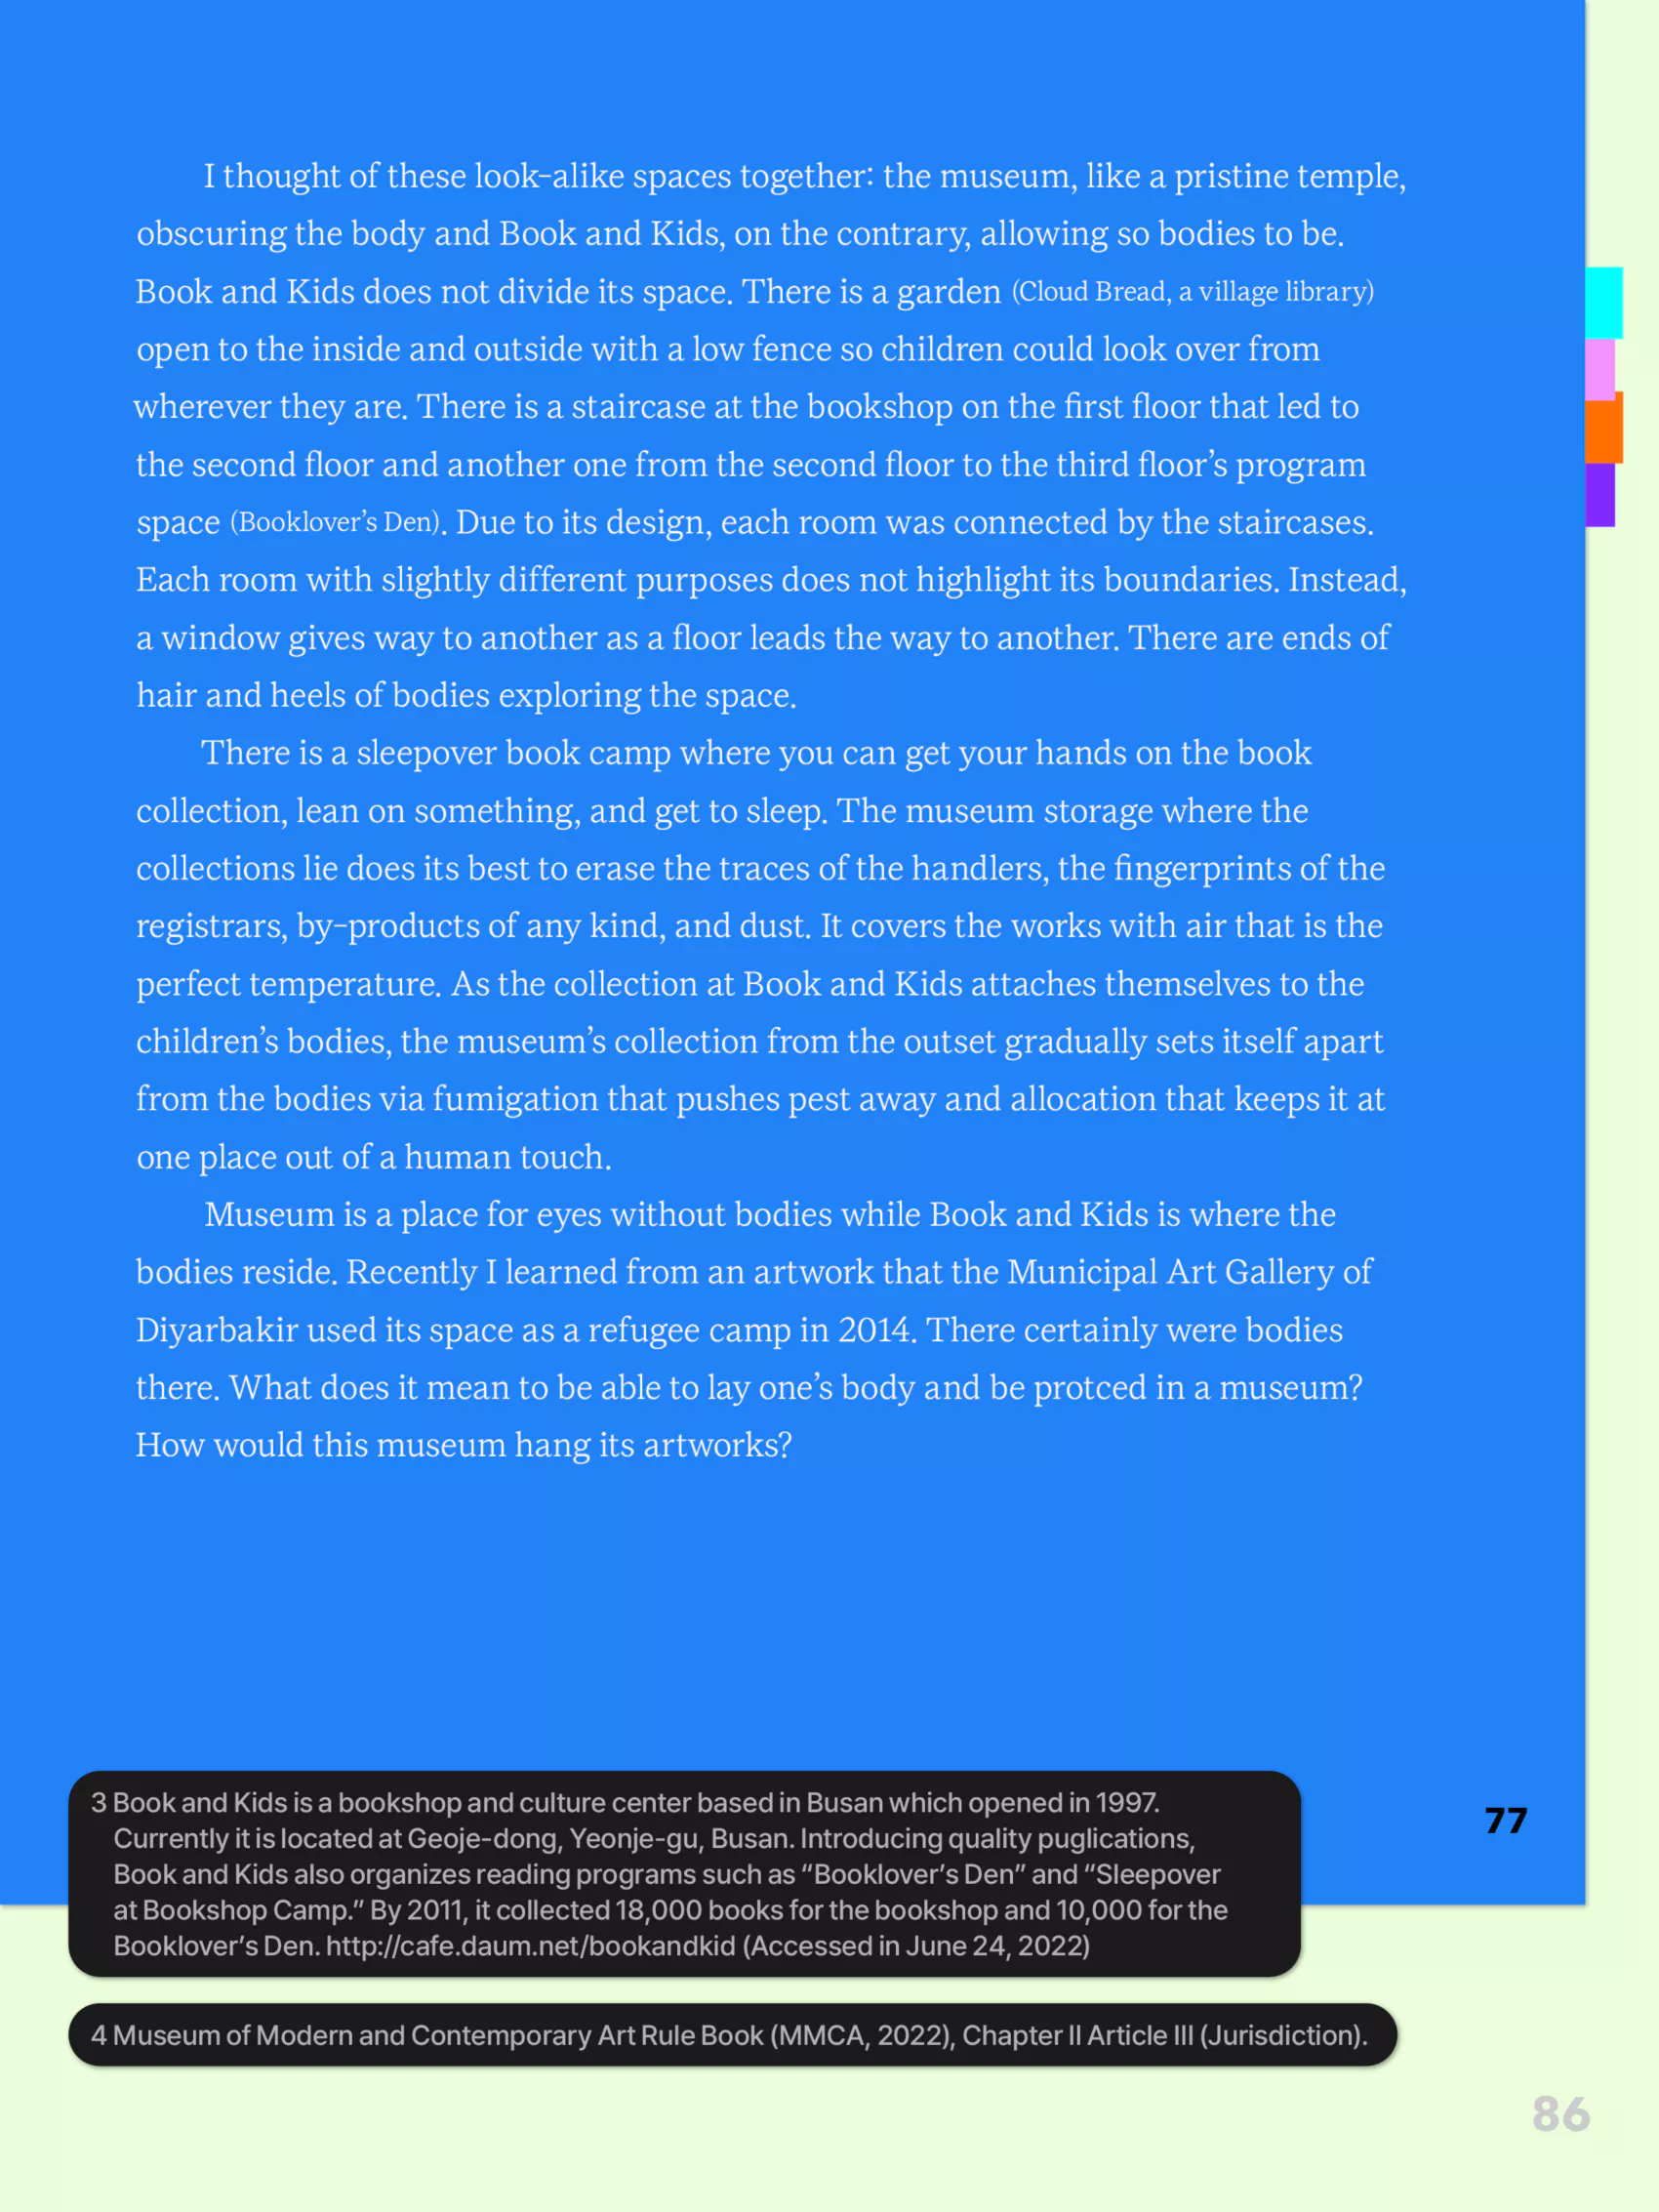 I thought of these look-alike spaces together: the museum, like a pristine temple,
obscuring the body and Book and Kids, on the contrary, allowing so bodies to be.
Book and Kids does not divide its space. There is a garden (Cloud Bread, a village library)
open to the inside and outside with a low fence so children could look over from
wherever they are. There is a staircase at the bookshop on the first floor that led to
the second floor and another one from the second floor to the third floor’s program
space (Booklover’s Den). Due to its design, each room was connected by the staircases.
Each room with slightly different purposes does not highlight its boundaries. Instead,
a window gives way to another as a floor leads the way to another. There are ends of
hair and heels of bodies exploring the space.
There is a sleepover book camp where you can get your hands on the book
collection, lean on something, and get to sleep. The museum storage where the
collections lie does its best to erase the traces of the handlers, the fingerprints of the
registrars, by-products of any kind, and dust. It covers the works with air that is the
perfect temperature. As the collection at Book and Kids attaches themselves to the
children’s bodies, the museum’s collection from the outset gradually sets itself apart
from the bodies via fumigation that pushes pest away and allocation that keeps it at
one place out of a human touch.
Museum is a place for eyes without bodies while Book and Kids is where the
bodies reside. Recently I learned from an artwork that the Municipal Art Gallery of
Diyarbakir used its space as a refugee camp in 2014. There certainly were bodies
there. What does it mean to be able to lay one’s body and be protced in a museum?
How would this museum hang its artworks?
3 Book and Kids is a bookshop and culture center based in Busan which opened in 1997.
Currently it is located at Geoje-dong, Yeonje-gu, Busan. Introducing quality puglications,
Book and Kids also organizes reading programs such as “Booklover’s Den” and “Sleepover
at Bookshop Camp.” By 2011, it collected 18,000 books for the bookshop and 10,000 for the
Booklover’s Den. http://cafe.daum.net/bookandkid (Accessed in June 24, 2022)
77
4 Museum of Modern and Contemporary Art Rule Book (MMCA, 2022), Chapter II Article III (Jurisdiction).
86